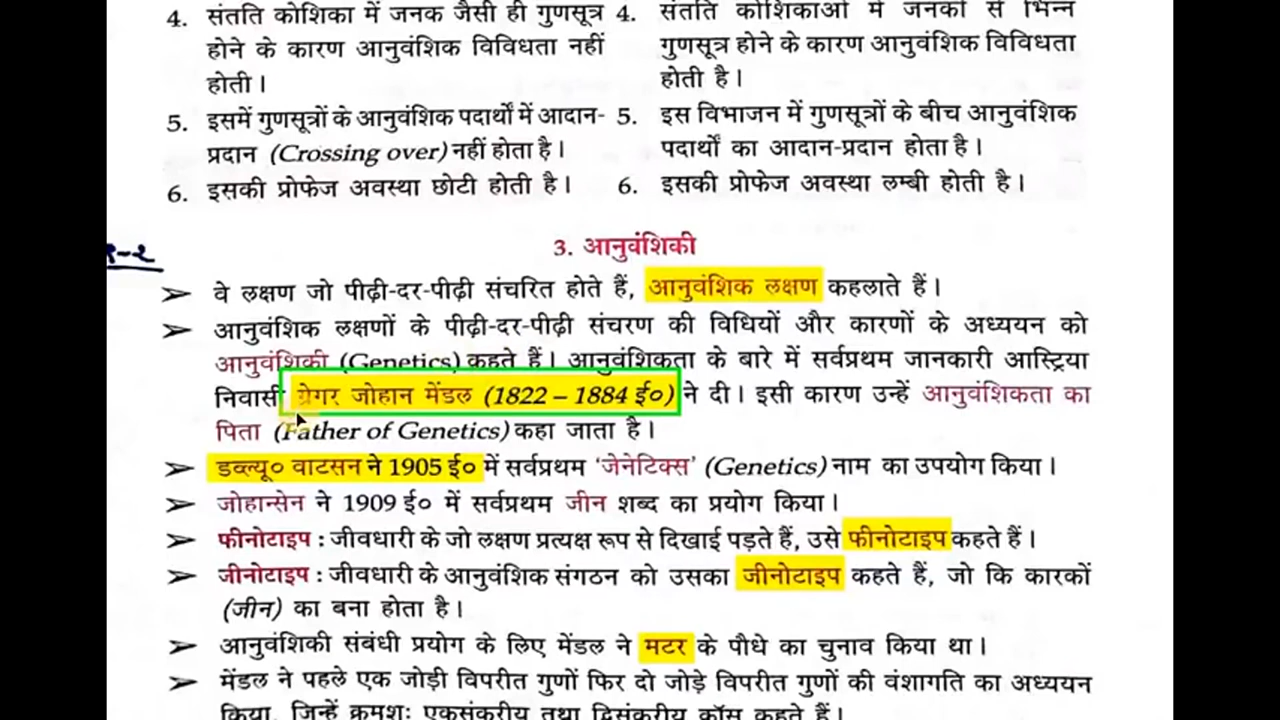 4. संतति कोशिका में जनक जैसी ही गुणसूत्र
होने के कारण आनुवंशिक विविधता नहीं
होती।
5. इसमें गुणसूत्रों के आनुवंशिक पदार्थों में आदान-
प्रदान (Crossing over) नहीं होता है।
6. इसकी प्रोफेज अवस्था छोटी होती है।
4. संतति कोशिकाओं में जनकों से भिन्न
गुणसूत्र होने के कारण आनुवंशिक विविधता
होती है।
5. इस विभाजन में गुणसूत्रों के बीच आनुवंशिक
पदार्थों का आदान-प्रदान होता है।
6. इसकी प्रोफेज अवस्था लम्बी होती है।
3. आनुवंशिकी
➤ वे लक्षण जो पीढ़ी-दर-पीढ़ी संचरित होते हैं, आनुवंशिक लक्षण कहलाते हैं।
➤ आनुवंशिक लक्षणों के पीढ़ी-दर-पीढ़ी संचरण की विधियों और कारणों के अध्ययन को
आनुवंशिकी (Genetics) कहते हैं। आनुवंशिकता के बारे में सर्वप्रथम जानकारी आस्ट्रिया
निवासी ग्रेगर जोहान मेंडल (1822 – 1884 ई०) ने दी। इसी कारण उन्हें आनुवंशिकता का
पिता (Father of Genetics) कहा जाता है।
➤ डब्ल्यू० वाटसन ने 1905 ई० में सर्वप्रथम 'जेनेटिक्स' (Genetics) नाम का उपयोग किया।
➤ जोहान्सेन ने 1909 ई० में सर्वप्रथम जीन शब्द का प्रयोग किया।
➤ फीनोटाइप : जीवधारी के जो लक्षण प्रत्यक्ष रूप से दिखाई पड़ते हैं, उसे फीनोटाइप कहते हैं।
➤ जीनोटाइप : जीवधारी के आनुवंशिक संगठन को उसका जीनोटाइप कहते हैं, जो कि कारकों
(जीन) का बना होता है।
➤ आनुवंशिकी संबंधी प्रयोग के लिए मेंडल ने मटर के पौधे का चुनाव किया था।
➤ मेंडल ने पहले एक जोड़ी विपरीत गुणों फिर दो जोड़े विपरीत गुणों की वंशागति का अध्ययन
किया, जिन्हें क्रमशः एकसंकरीय तथा द्विसंकरीय क्रॉस कहते हैं।